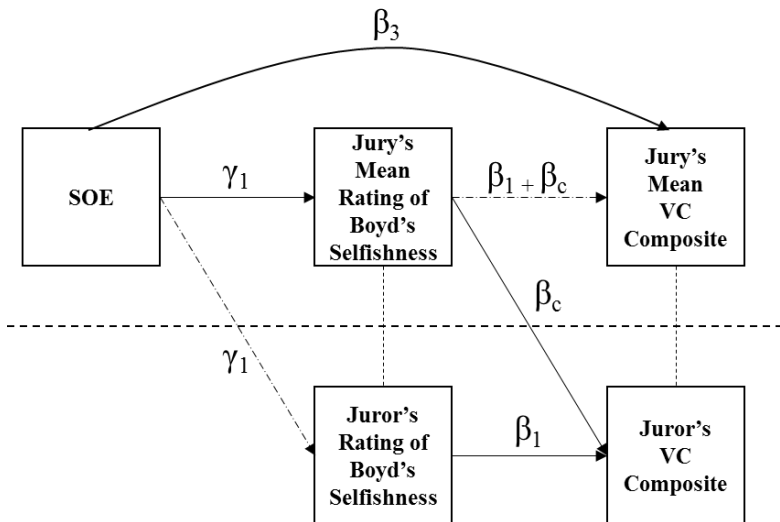 β3
SOE
γ1
Jury's
Mean
Rating of
Boyd's
Selfishness
β1 + βc
Jury's
Mean
VC
Composite
βc
γ1
Juror's
Rating of
Boyd's
Selfishness
β1
Juror's
VC
Composite